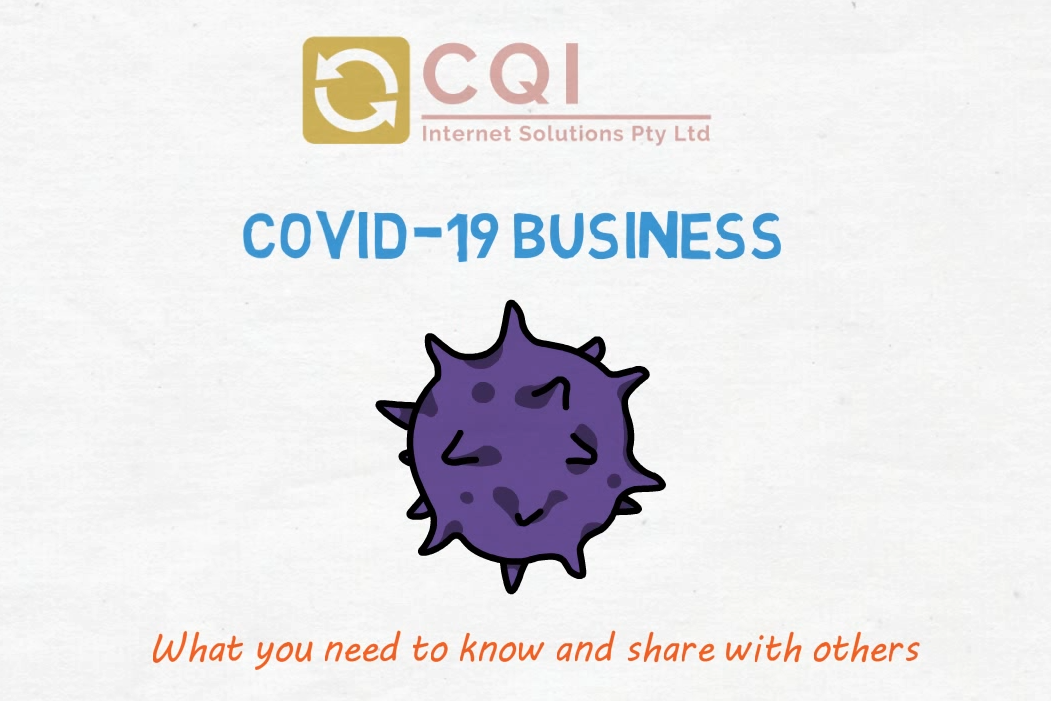 CQI
Internet Solutions Pty Ltd
COVID-19 BUSINESS
What you need to know and share with others